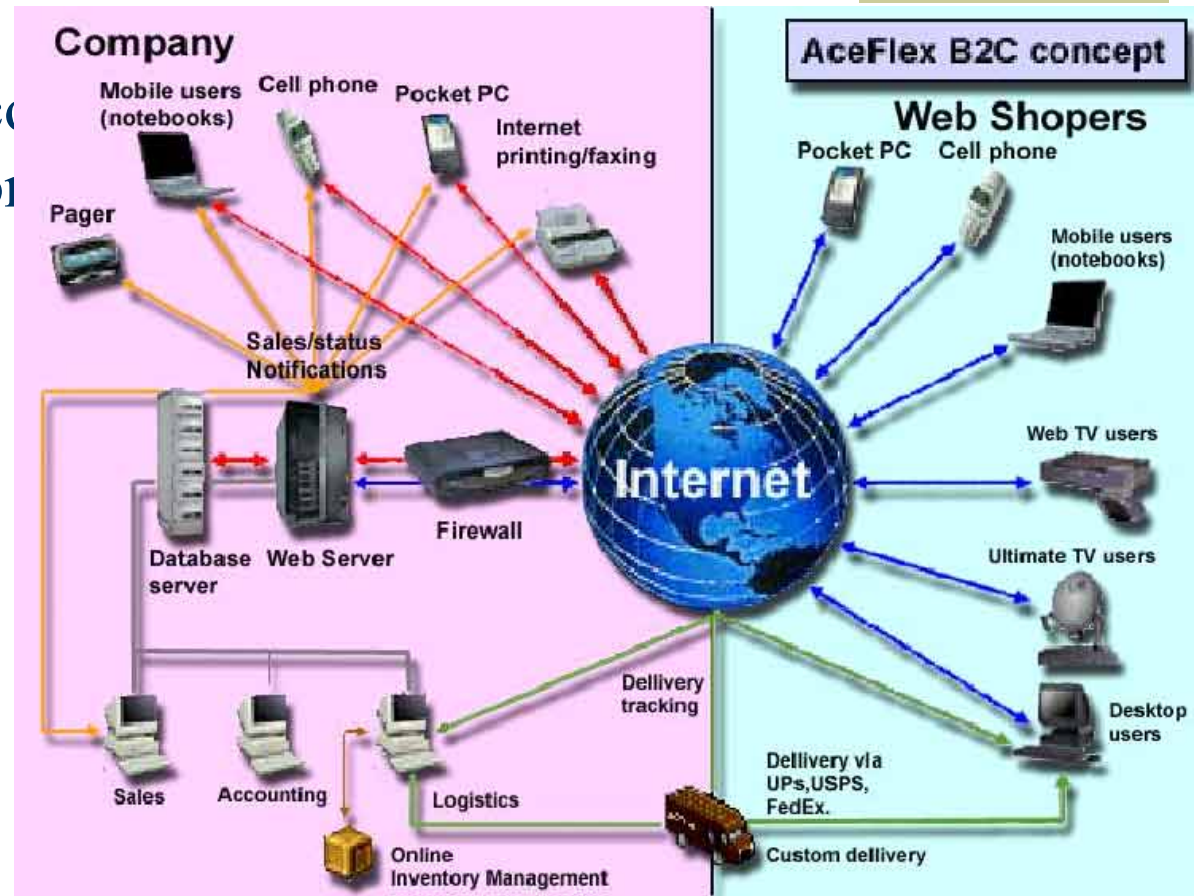 Company
AceFlex B2C concept
Mobile users
(notebooks)
Cell phone
Pocket PC
Internet
printing/faxing
Pager
Web Shopers
Pocket PC
Cell phone
Mobile users
(notebooks)
Sales/status
Notifications
Web TV users
Internet
Firewall
Database
server
Web Server
Ultimate TV users
Dellivery
tracking
Desktop
users
Sales
Accounting
Logistics
Dellivery via
UPs,USPS,
FedEx.
Online
Inventory Management
Custom dellivery